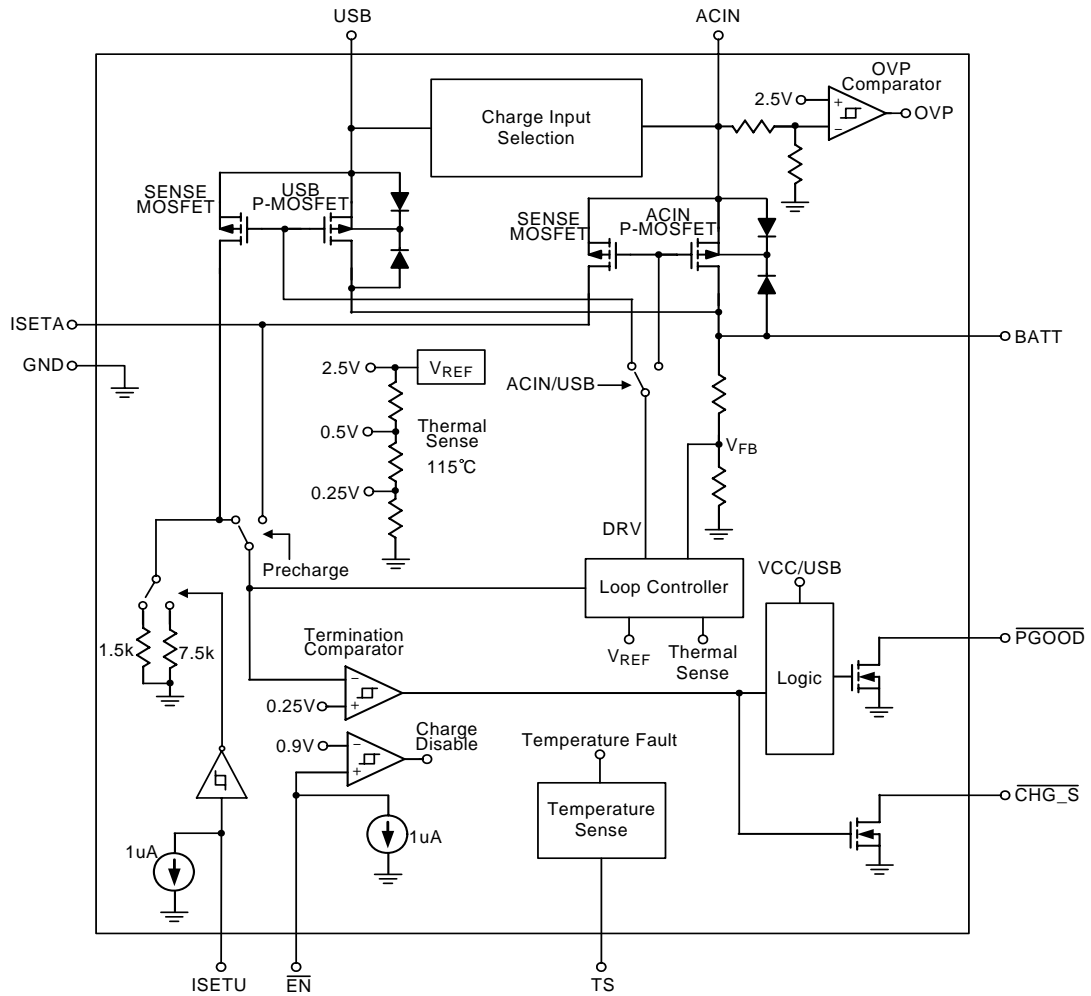 USB
ACIN
OVP
Comparator
2.5V
+
−
OVP
Charge Input
Selection
SENSE
MOSFET
USB
P-MOSFET
SENSE
MOSFET
ACIN
P-MOSFET
ISETA
BATT
GND
2.5V
VREF
ACIN/USB
0.5V
Thermal
Sense
115℃
VFB
0.25V
DRV
Precharge
Loop Controller
VCC/USB
1.5k
7.5k
Termination
Comparator
VREF
Thermal
Sense
PGOOD
Logic
−
+
0.25V
0.9V
−
+
Charge
Disable
Temperature Fault
CHG_S
Temperature
Sense
1uA
1uA
ISETU
EN
TS